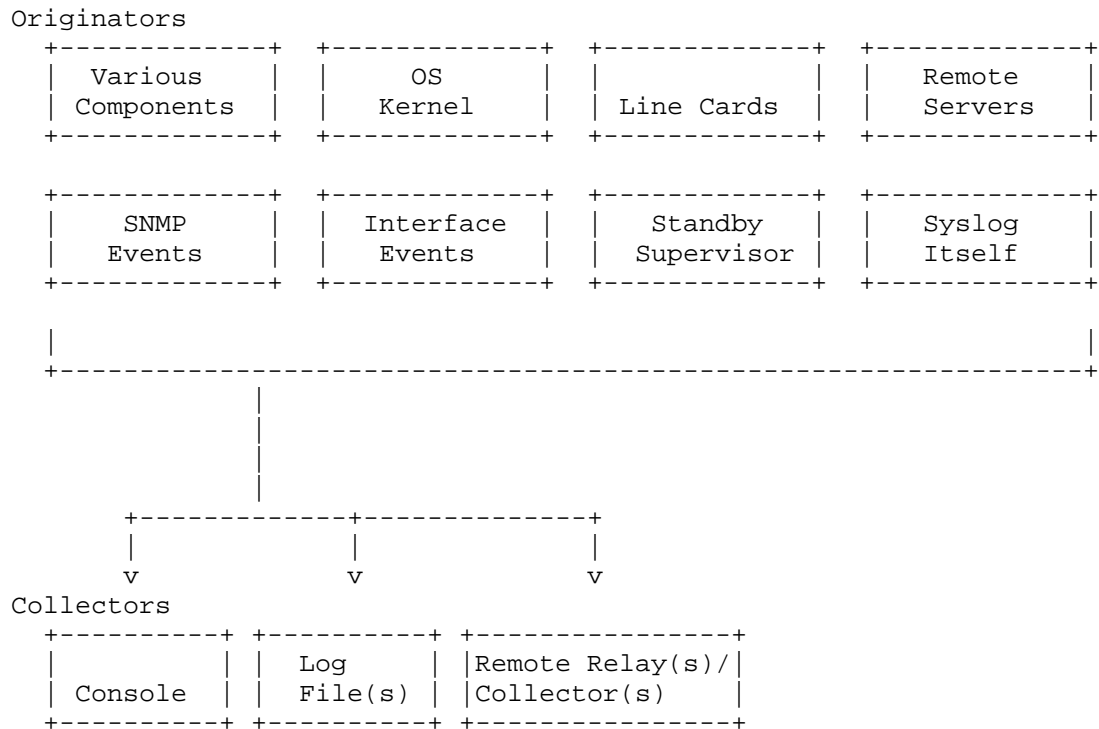 Originators
Various OS Remote
Components Kernel Line Cards Servers
SNMP Interface Standby Syslog
Events Events Supervisor Itself
v v v
Collectors
Log Remote Relay(s)/
Console File(s) Collector(s)